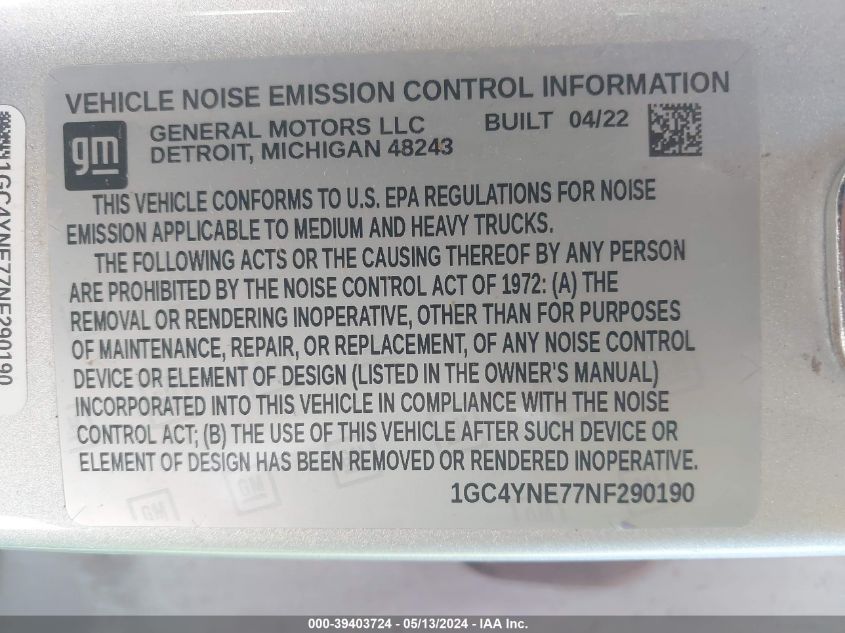 VEHICLE NOISE EMISSION CONTROL INFORMATION
gm
GENERAL MOTORS LLC BUILT 04/22
DETROIT, MICHIGAN 48243
THIS VEHICLE CONFORMS TO U.S. EPA REGULATIONS FOR NOISE
EMISSION APPLICABLE TO MEDIUM AND HEAVY TRUCKS.
THE FOLLOWING ACTS OR THE CAUSING THEREOF BY ANY PERSON
ARE PROHIBITED BY THE NOISE CONTROL ACT OF 1972: (A) THE
REMOVAL OR RENDERING INOPERATIVE, OTHER THAN FOR PURPOSES
OF MAINTENANCE, REPAIR, OR REPLACEMENT, OF ANY NOISE CONTROL
DEVICE OR ELEMENT OF DESIGN (LISTED IN THE OWNER'S MANUAL)
INCORPORATED INTO THIS VEHICLE IN COMPLIANCE WITH THE NOISE
CONTROL ACT; (B) THE USE OF THIS VEHICLE AFTER SUCH DEVICE OR
ELEMENT OF DESIGN HAS BEEN REMOVED OR RENDERED INOPERATIVE.
1GC4YNE77NF290190
1GC4YNE77NF290190
000-39403724 - 05/13/2024 - IAA Inc.